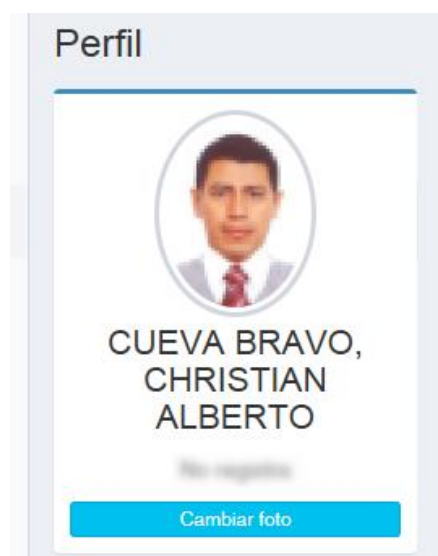 Perfil
CUEVA BRAVO,
CHRISTIAN
ALBERTO
Cambiar foto